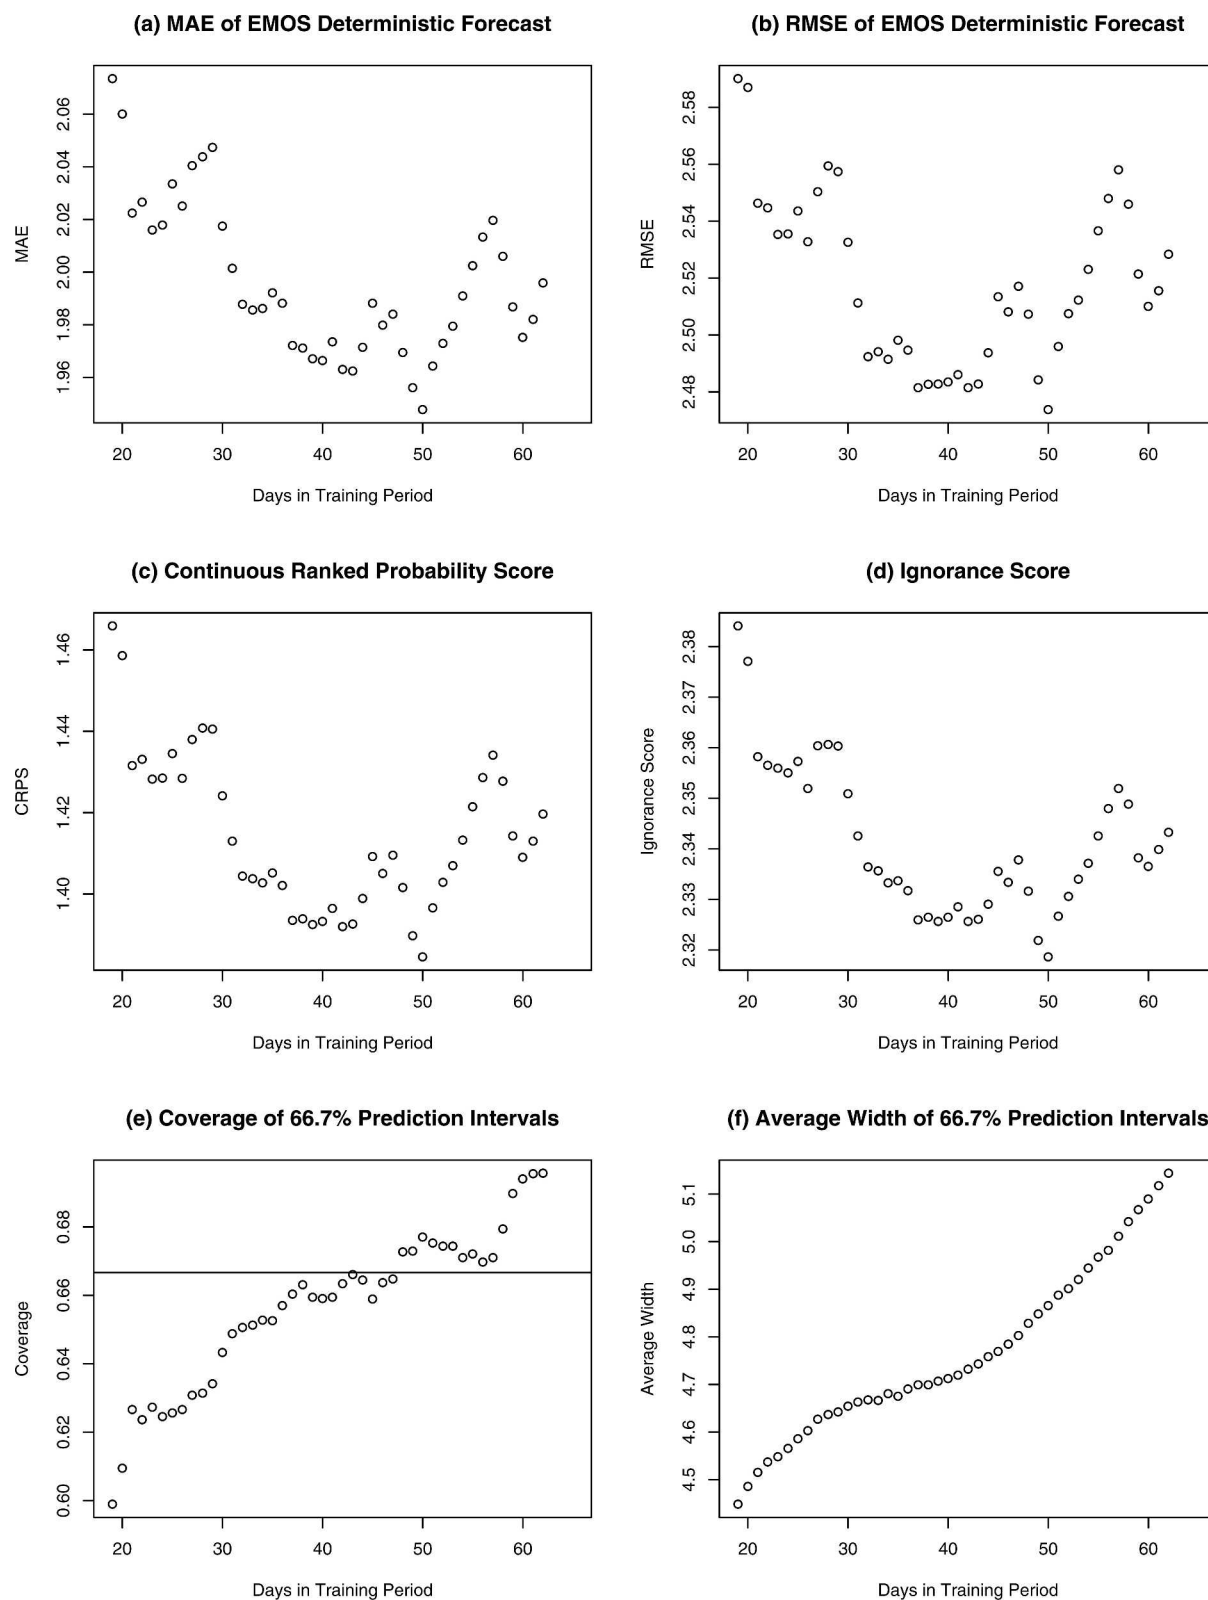 (a) MAE of EMOS Deterministic Forecast
MAE
2.06
2.04
2.02
2.00
1.98
1.96
20 30 40 50 60
Days in Training Period
(b) RMSE of EMOS Deterministic Forecast
RMSE
2.58
2.56
2.54
2.52
2.50
2.48
20 30 40 50 60
Days in Training Period
(c) Continuous Ranked Probability Score
CRPS
1.46
1.44
1.42
1.40
20 30 40 50 60
Days in Training Period
(d) Ignorance Score
Ignorance Score
2.38
2.37
2.36
2.35
2.34
2.33
2.32
20 30 40 50 60
Days in Training Period
(e) Coverage of 66.7% Prediction Intervals
Coverage
0.68
0.66
0.64
0.62
0.60
20 30 40 50 60
Days in Training Period
(f) Average Width of 66.7% Prediction Intervals
Average Width
5.1
5.0
4.9
4.8
4.7
4.6
4.5
20 30 40 50 60
Days in Training Period